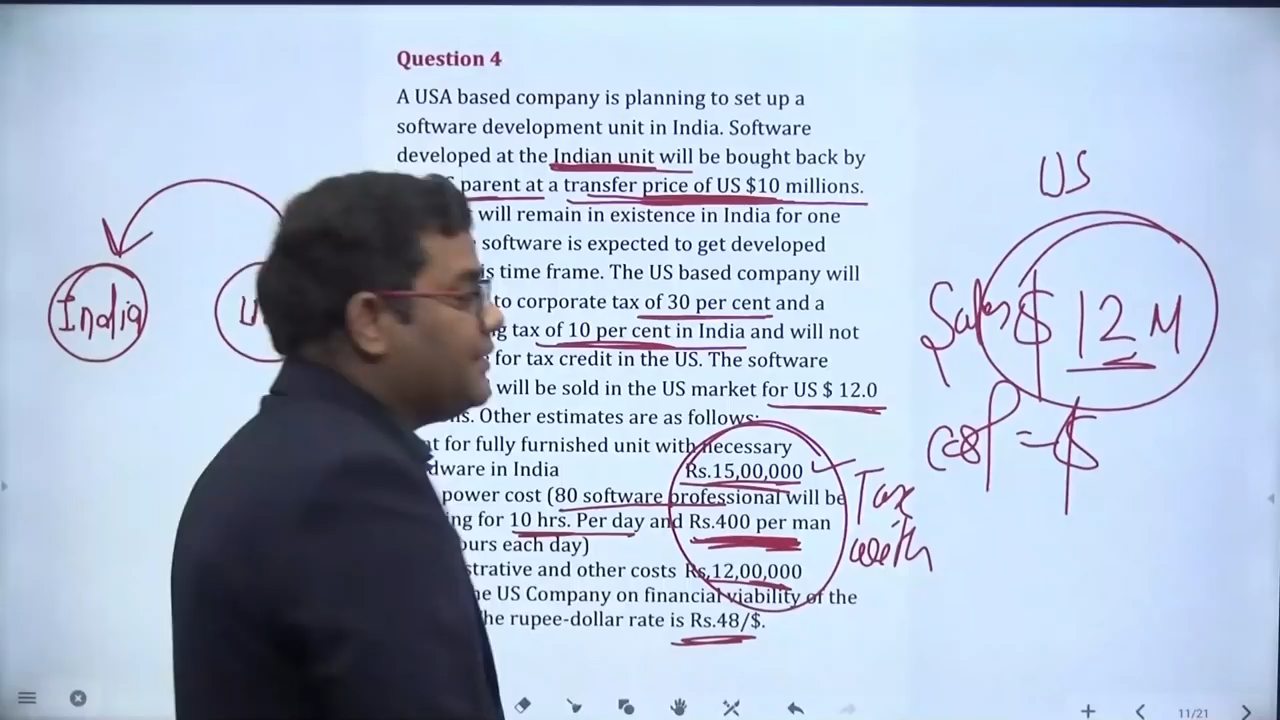 Question 4
A USA based company is planning to set up a
software development unit in India. Software
developed at the Indian unit will be bought back by
parent at a transfer price of US $10 millions.
will remain in existence in India for one
software is expected to get developed
time frame. The US based company will
to corporate tax of 30 per cent and a
tax of 10 per cent in India and will not
for tax credit in the US. The software
will be sold in the US market for US $ 12.0
Other estimates are as follows:
for fully furnished unit with necessary
in India Rs.15,00,000
power cost (80 software professional will be
for 10 hrs. Per day and Rs.400 per man
each day)
and other costs Rs.12,00,000
US Company on financial viability of the
rupee-dollar rate is Rs.48/$.
India
US
Sales $ 12 M
Cost = $
Tax
with
11/21